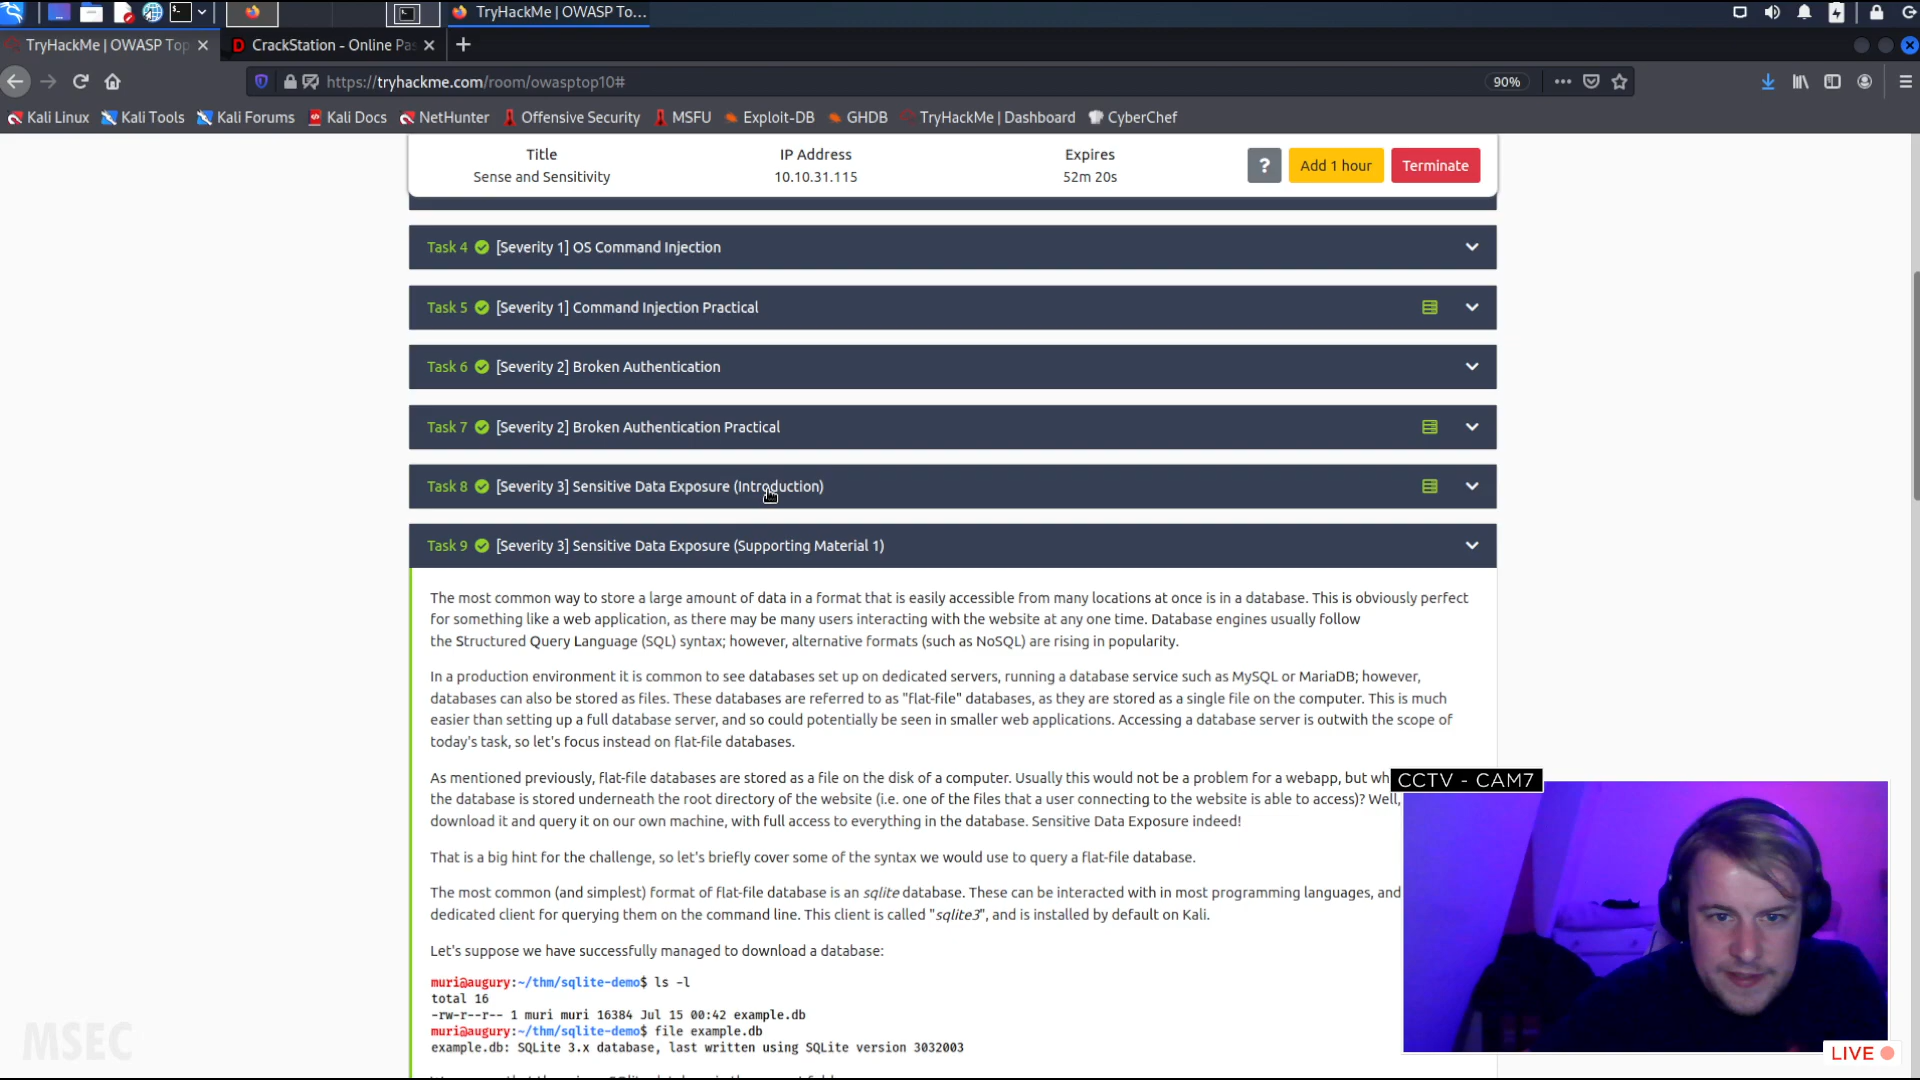 TryHackMe | OWASP To...
TryHackMe | OWASP Top
CrackStation - Online Pas
https://tryhackme.com/room/owasptop10#
90%
Kali Linux
Kali Tools
Kali Forums
Kali Docs
NetHunter
Offensive Security
MSFU
Exploit-DB
GHDB
TryHackMe | Dashboard
CyberChef
Title
IP Address
Expires
Sense and Sensitivity
10.10.31.115
52m 20s
?
Add 1 hour
Terminate
Task 4 [Severity 1] OS Command Injection
Task 5 [Severity 1] Command Injection Practical
Task 6 [Severity 2] Broken Authentication
Task 7 [Severity 2] Broken Authentication Practical
Task 8 [Severity 3] Sensitive Data Exposure (Introduction)
Task 9 [Severity 3] Sensitive Data Exposure (Supporting Material 1)
The most common way to store a large amount of data in a format that is easily accessible from many locations at once is in a database. This is obviously perfect
for something like a web application, as there may be many users interacting with the website at any one time. Database engines usually follow
the Structured Query Language (SQL) syntax; however, alternative formats (such as NoSQL) are rising in popularity.
In a production environment it is common to see databases set up on dedicated servers, running a database service such as MySQL or MariaDB; however,
databases can also be stored as files. These databases are referred to as "flat-file" databases, as they are stored as a single file on the computer. This is much
easier than setting up a full database server, and so could potentially be seen in smaller web applications. Accessing a database server is outwith the scope of
today's task, so let's focus instead on flat-file databases.
As mentioned previously, flat-file databases are stored as a file on the disk of a computer. Usually this would not be a problem for a webapp, but wh
the database is stored underneath the root directory of the website (i.e. one of the files that a user connecting to the website is able to access)? Well,
download it and query it on our own machine, with full access to everything in the database. Sensitive Data Exposure indeed!
That is a big hint for the challenge, so let's briefly cover some of the syntax we would use to query a flat-file database.
The most common (and simplest) format of flat-file database is an sqlite database. These can be interacted with in most programming languages, and
dedicated client for querying them on the command line. This client is called "sqlite3", and is installed by default on Kali.
Let's suppose we have successfully managed to download a database:
muri@augury:~/thm/sqlite-demo$ ls -l
total 16
-rw-r--r-- 1 muri muri 16384 Jul 15 00:42 example.db
muri@augury:~/thm/sqlite-demo$ file example.db
example.db: SQLite 3.x database, last written using SQLite version 3032003
CCTV - CAM7
MSEC
LIVE